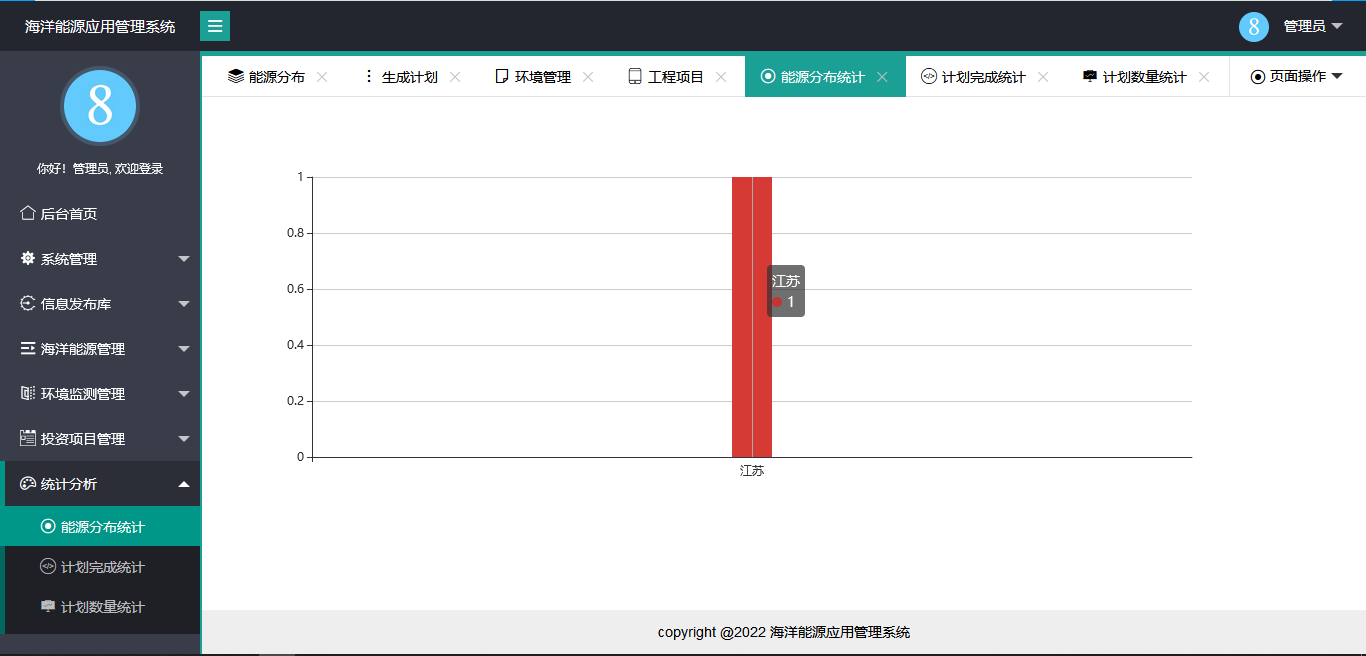 海洋能源应用管理系统
8 管理员
8
你好！管理员, 欢迎登录
后台首页
系统管理
信息发布库
海洋能源管理
环境监测管理
投资项目管理
统计分析
能源分布统计
计划完成统计
计划数量统计
能源分布 生成计划 环境管理 工程项目 能源分布统计 计划完成统计 计划数量统计 页面操作
1
0.8
0.6
0.4
0.2
0
江苏
1
江苏
copyright @2022 海洋能源应用管理系统